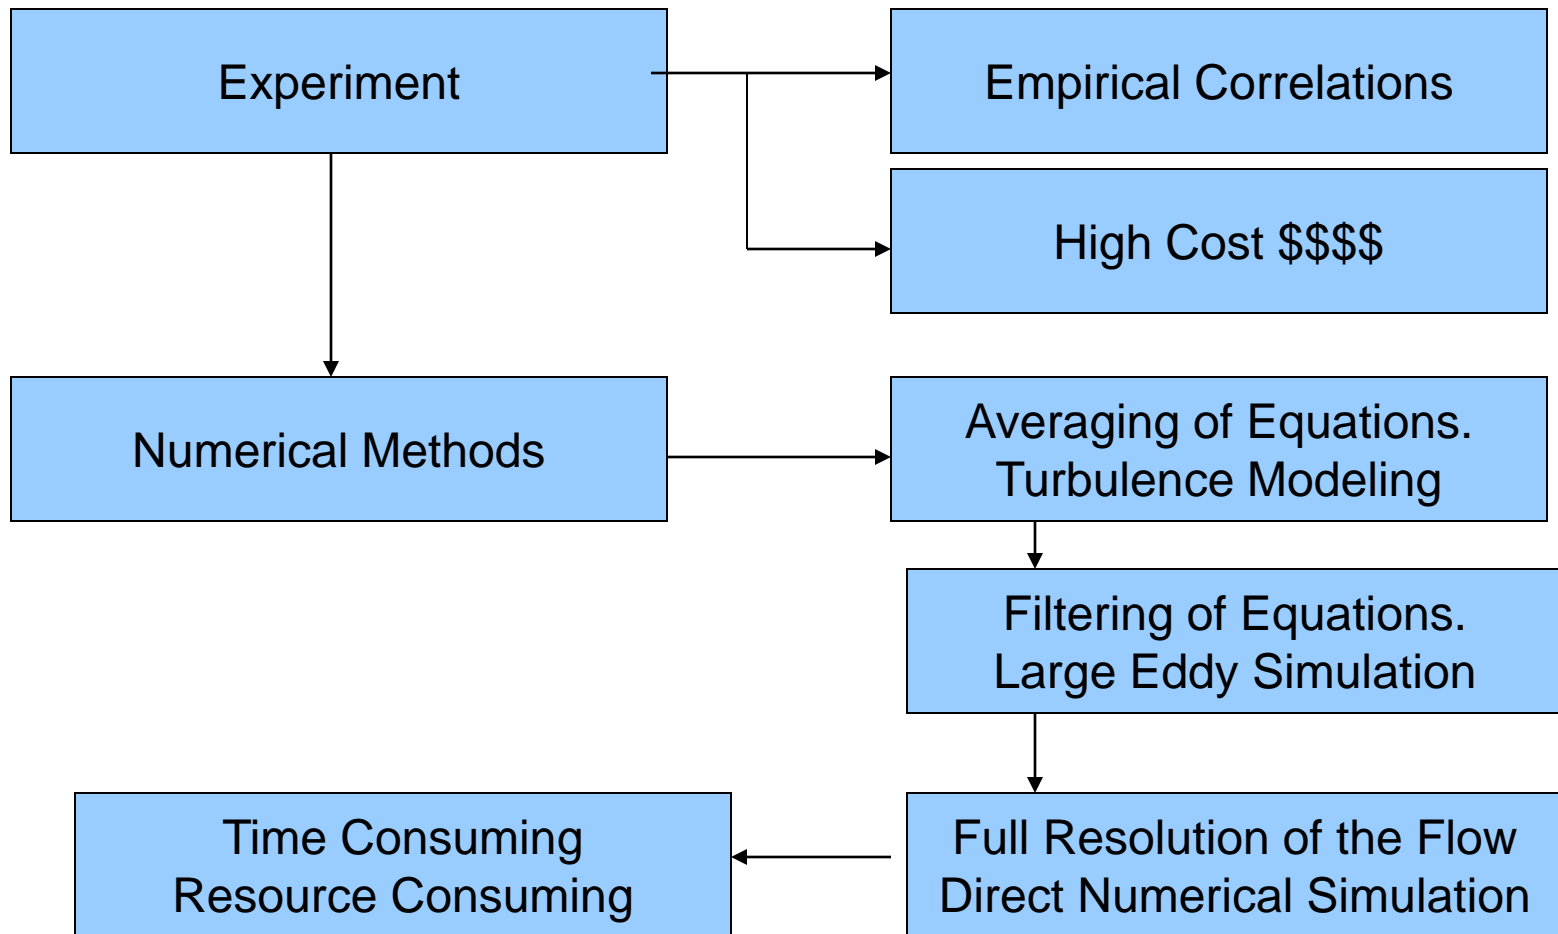 Experiment
Empirical Correlations
High Cost $$$$
Numerical Methods
Averaging of Equations.
Turbulence Modeling
Filtering of Equations.
Large Eddy Simulation
Time Consuming
Resource Consuming
Full Resolution of the Flow
Direct Numerical Simulation